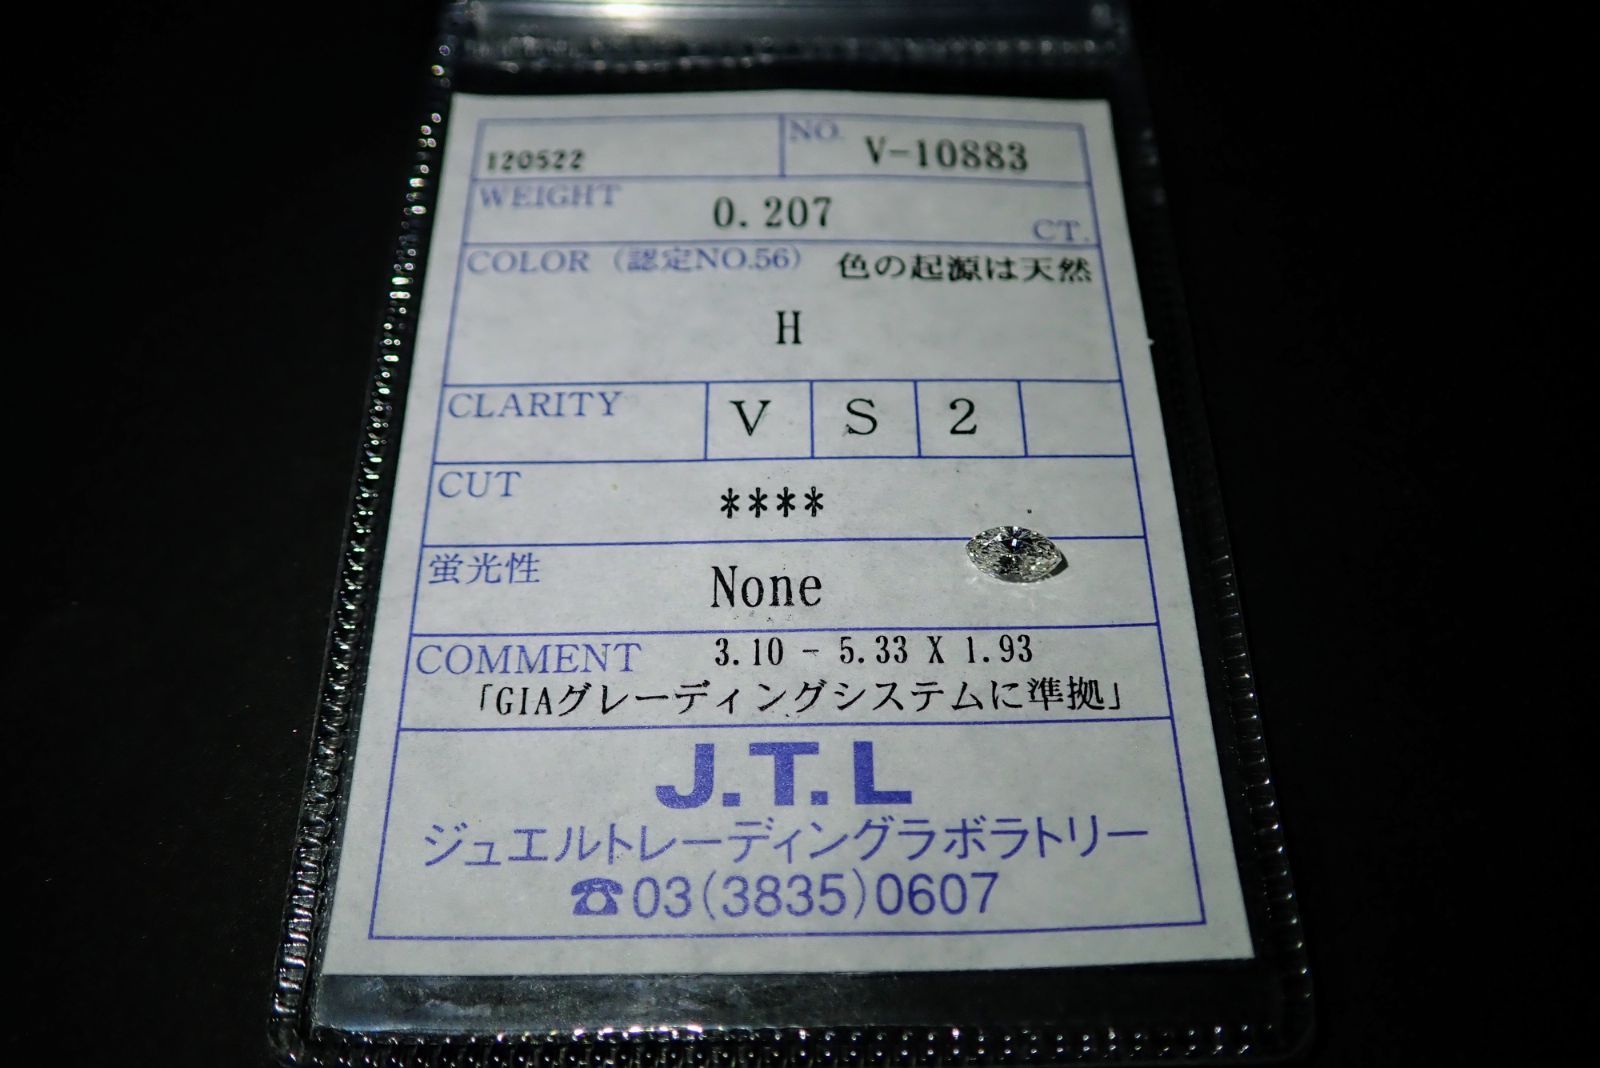 NO.
120522 V-10883
WEIGHT 0.207 CT.
COLOR (認定NO.56) 色の起源は天然
H
CLARITY V S 2
CUT ****
蛍光性 None
COMMENT 3.10 - 5.33 X 1.93
「GIAグレーディングシステムに準拠」
J.T.L
ジュエルトレーディングラボラトリー
☎03(3835)0607